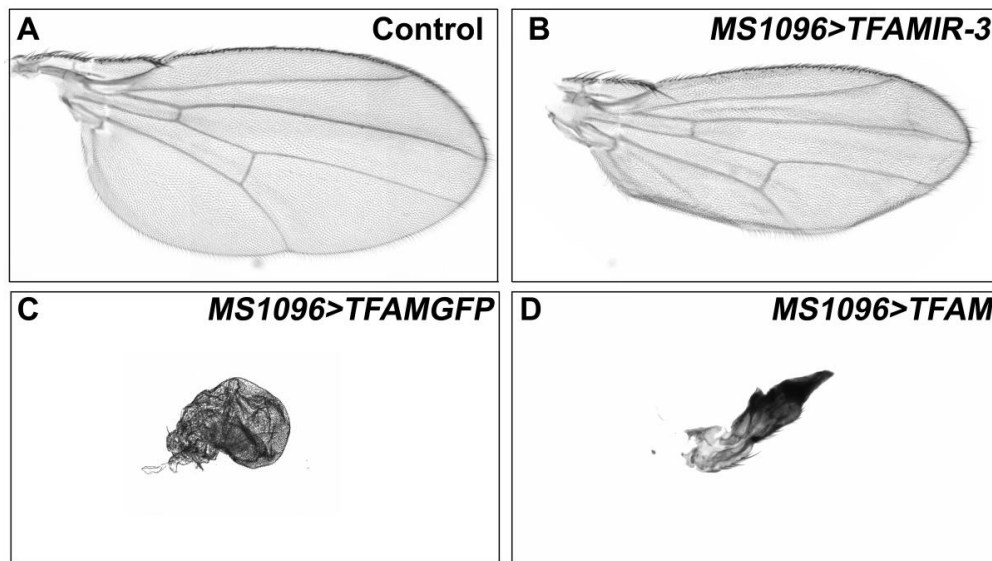 A Control
B MS1096>TFAMIR-3
C MS1096>TFAMGFP
D MS1096>TFAM